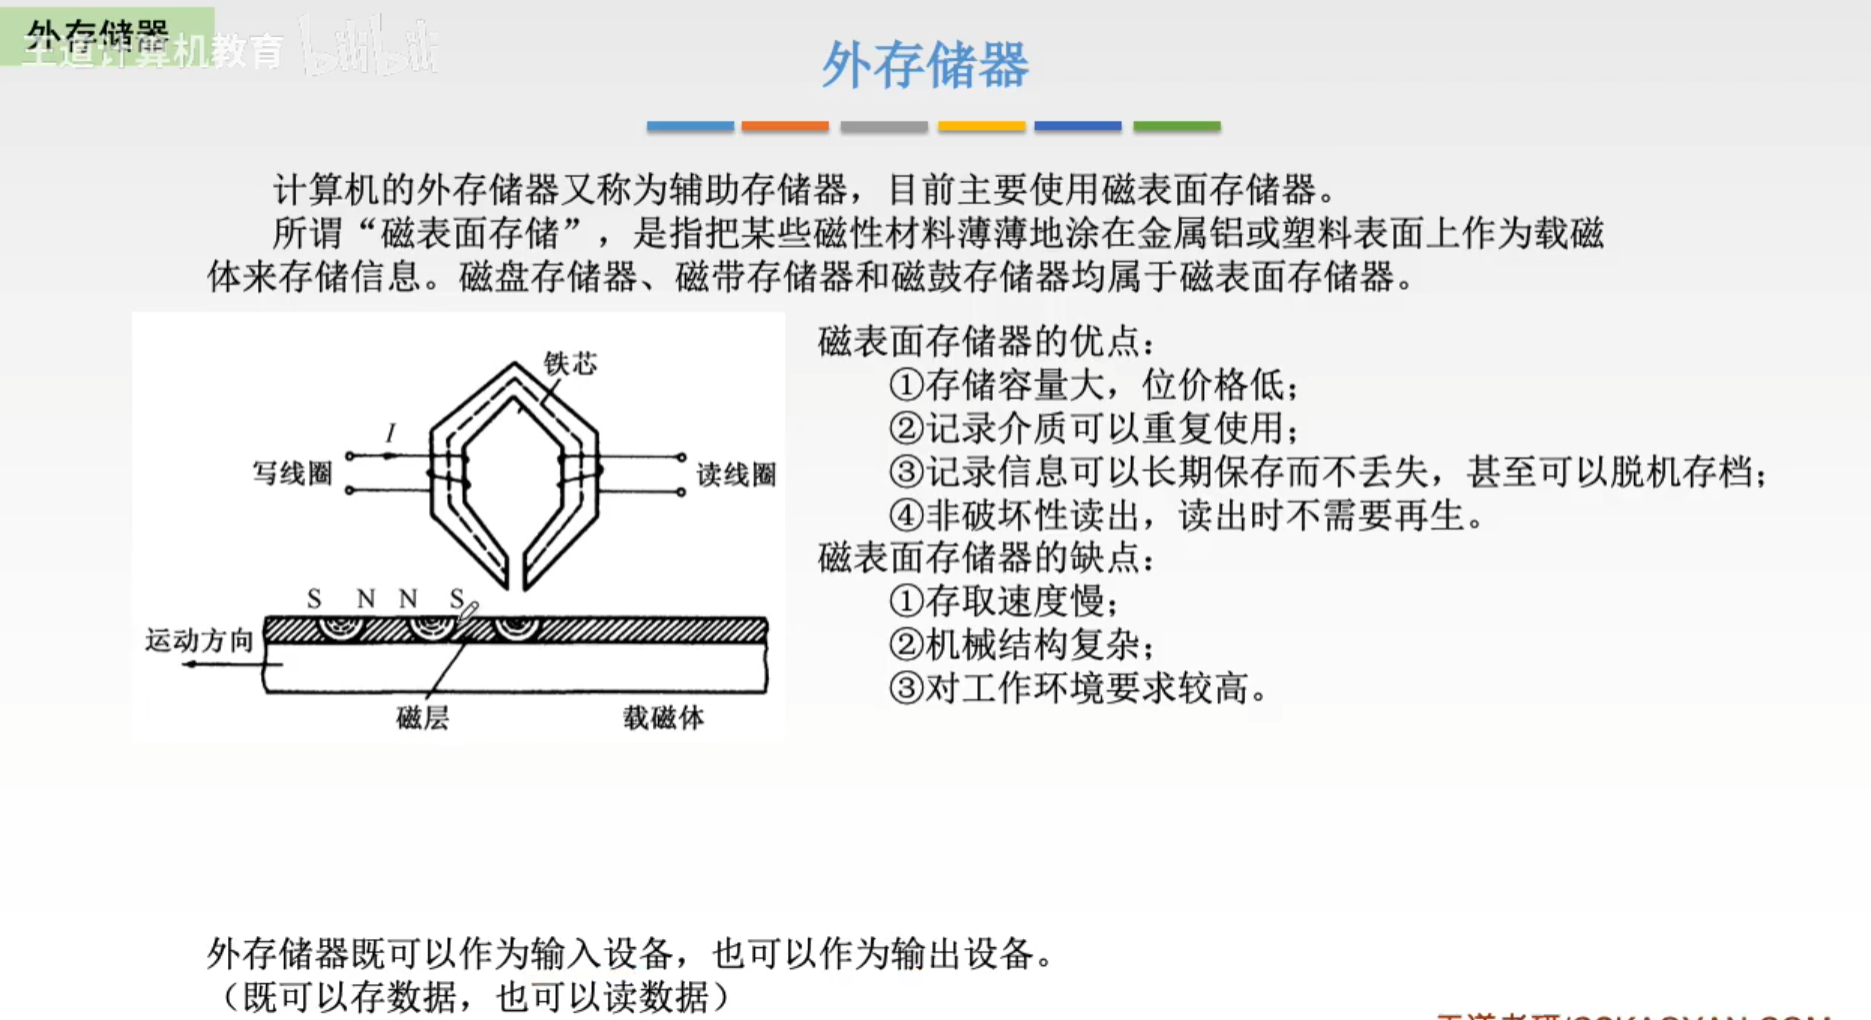 外存储器
王道计算机教育 bilibili
外存储器
计算机的外存储器又称为辅助存储器，目前主要使用磁表面存储器。
所谓“磁表面存储”，是指把某些磁性材料薄薄地涂在金属铝或塑料表面上作为载磁
体来存储信息。磁盘存储器、磁带存储器和磁鼓存储器均属于磁表面存储器。
铁芯
I
写线圈
读线圈
S N N S
运动方向
磁层
载磁体
磁表面存储器的优点：
①存储容量大，位价格低；
②记录介质可以重复使用；
③记录信息可以长期保存而不丢失，甚至可以脱机存档；
④非破坏性读出，读出时不需要再生。
磁表面存储器的缺点：
①存取速度慢；
②机械结构复杂；
③对工作环境要求较高。
外存储器既可以作为输入设备，也可以作为输出设备。
（既可以存数据，也可以读数据）